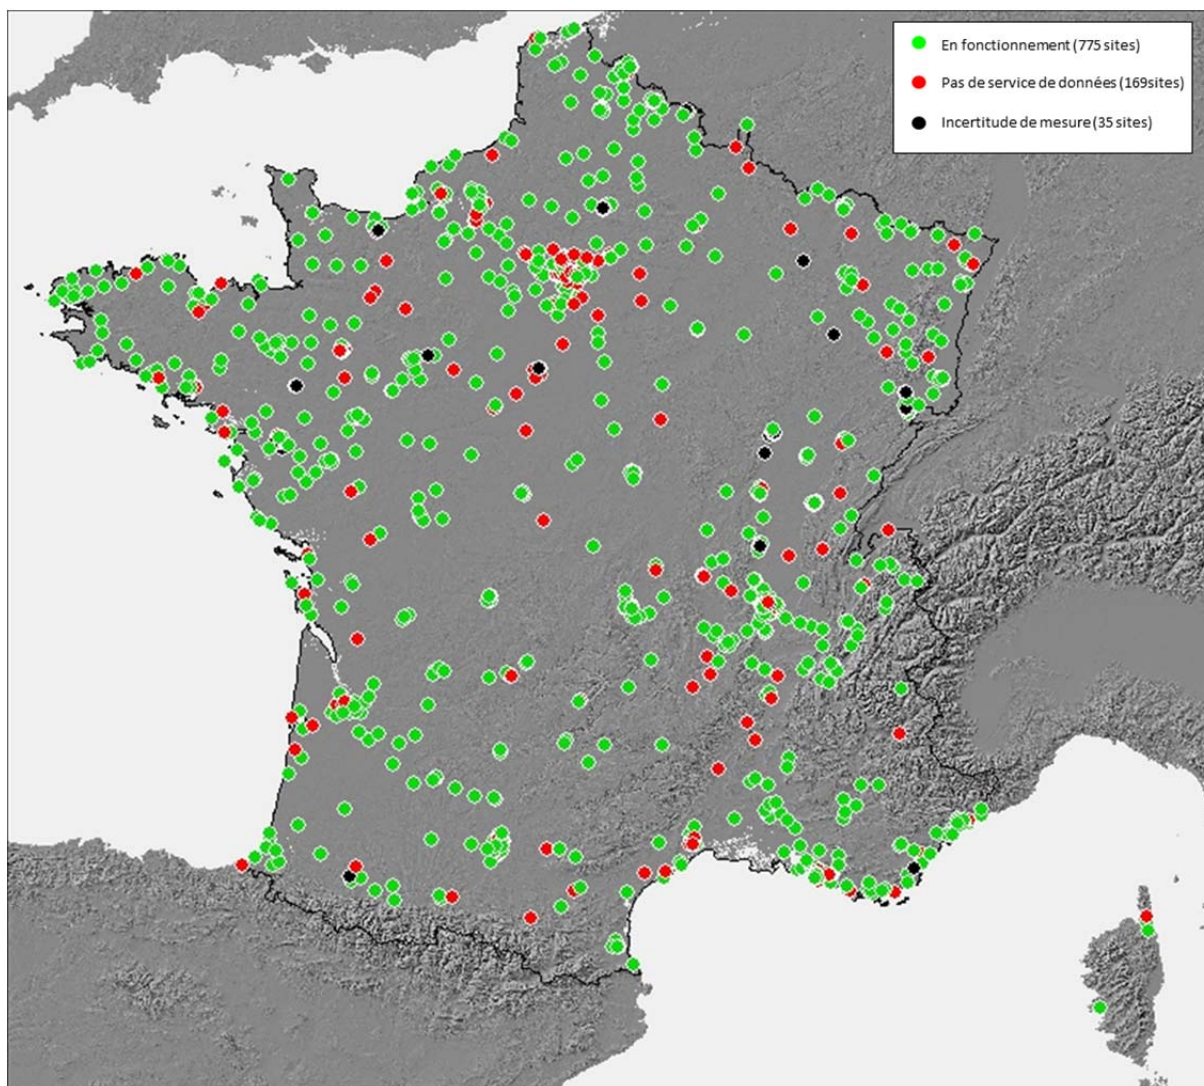 En fonctionnement (775 sites)
Pas de service de données (169sites)
Incertitude de mesure (35 sites)